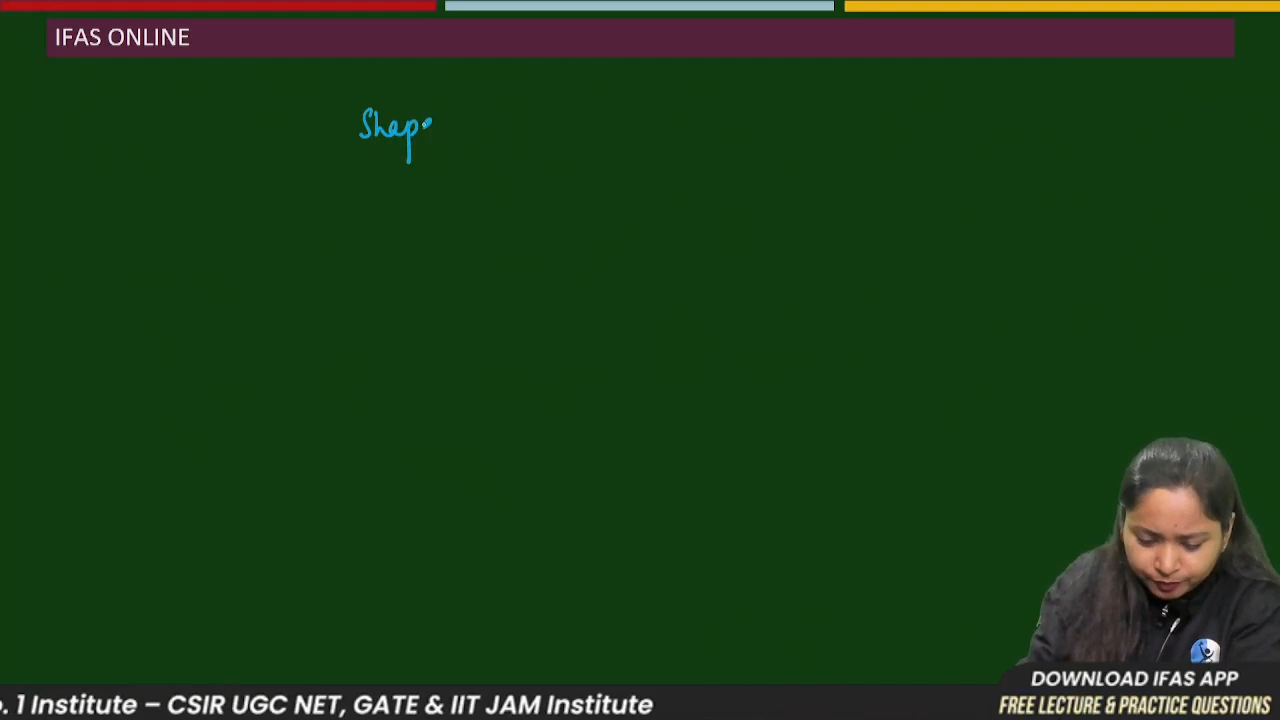 IFAS ONLINE
Shap
o. 1 Institute – CSIR UGC NET, GATE & IIT JAM Institute
DOWNLOAD IFAS APP
FREE LECTURE & PRACTICE QUESTIONS